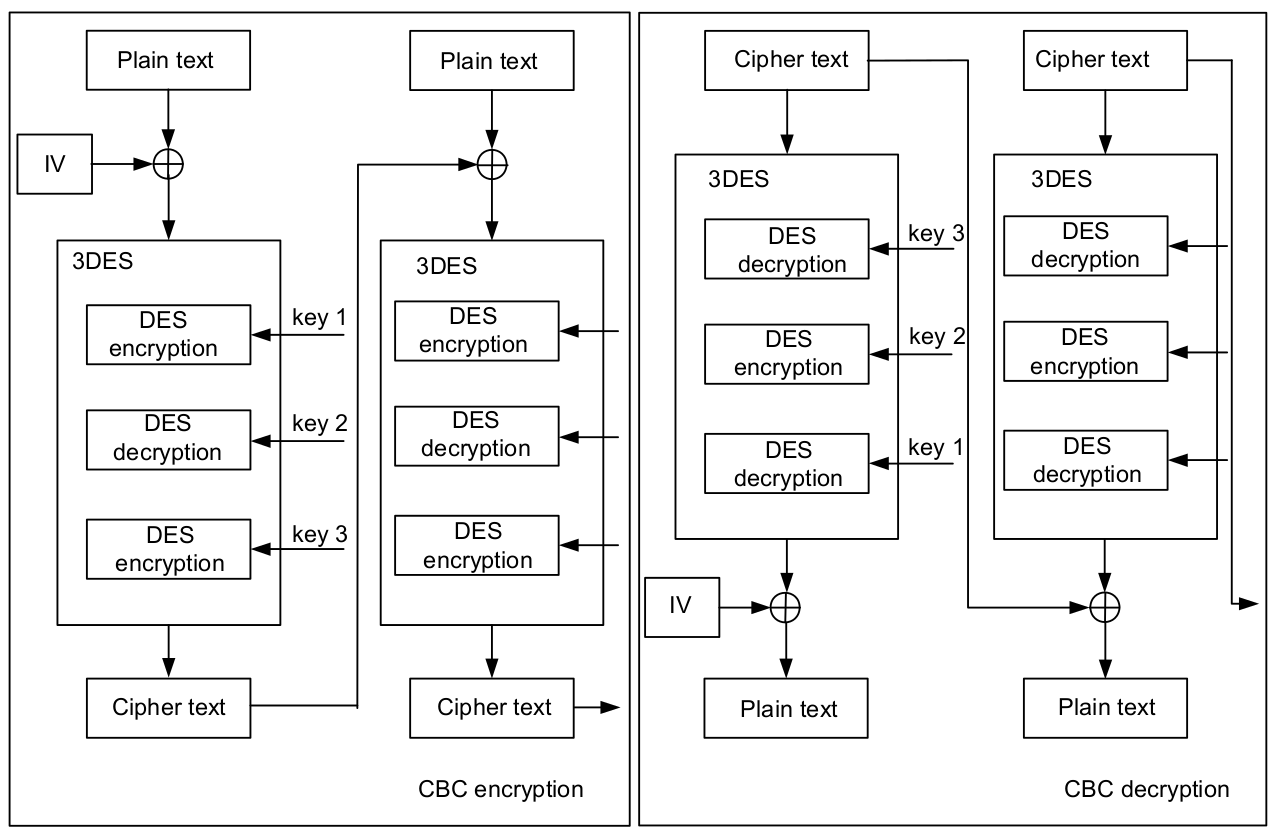 Plain text
IV
3DES
DES
encryption
key 1
DES
decryption
key 2
DES
encryption
key 3
Cipher text
Plain text
3DES
DES
encryption
DES
decryption
DES
encryption
Cipher text
CBC encryption
Cipher text
3DES
DES
decryption
key 3
DES
encryption
key 2
DES
decryption
key 1
IV
Plain text
Cipher text
3DES
DES
decryption
DES
encryption
DES
decryption
Plain text
CBC decryption